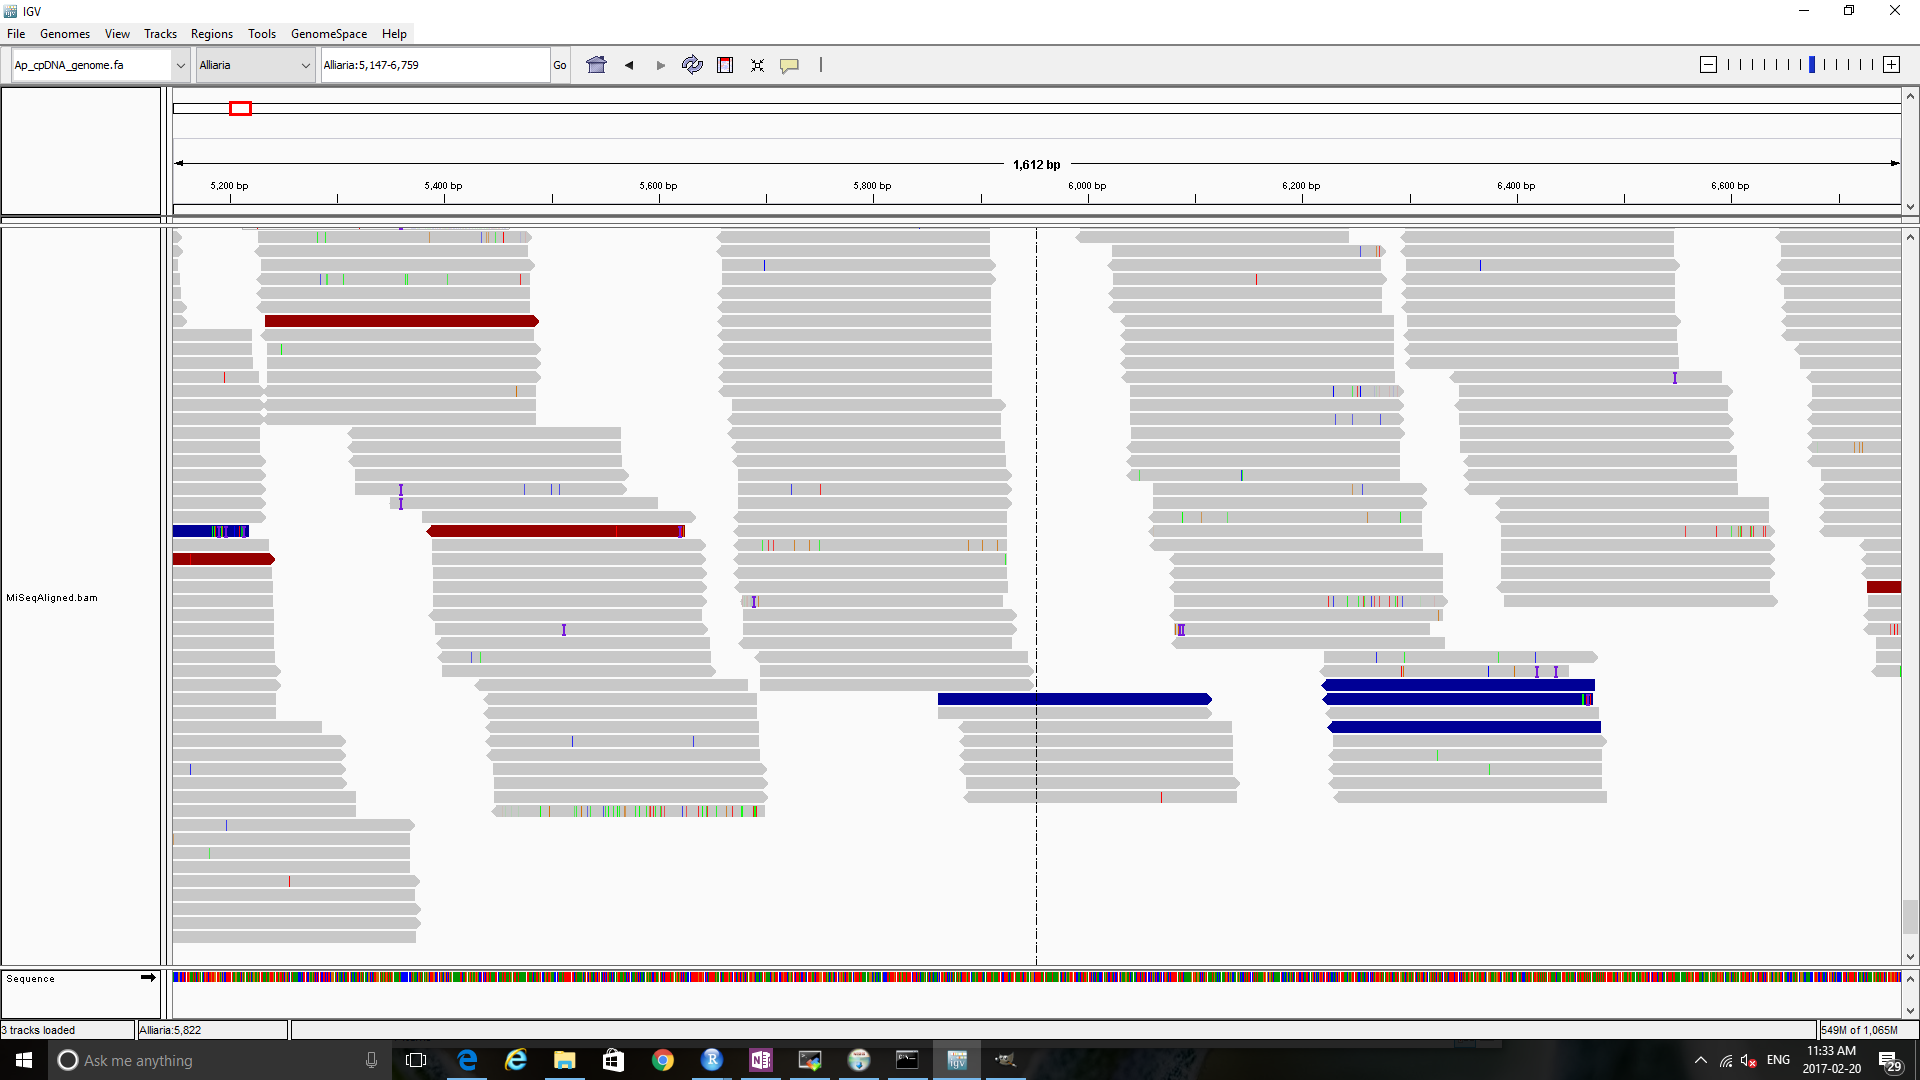 IGV
File Genomes View Tracks Regions Tools GenomeSpace Help
Ap_cpDNA_genome.fa Alliaria Alliaria:5,147-6,759 Go
1,612 bp
5,200 bp 5,400 bp 5,600 bp 5,800 bp 6,000 bp 6,200 bp 6,400 bp 6,600 bp
MiSeqAligned.bam
Sequence
3 tracks loaded Alliaria:5,822 549M of 1,065M
Ask me anything
ENG
11:33 AM
2017-02-20
29